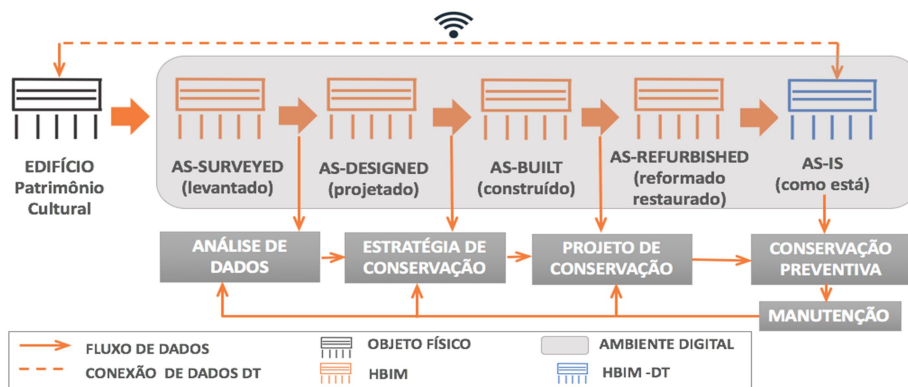 EDIFÍCIO
Patrimônio
Cultural
AS-SURVEYED
(levantado)
AS-DESIGNED
(projetado)
AS-BUILT
(construído)
AS-REFURBISHED
(reformado
restaurado)
AS-IS
(como está)
ANÁLISE DE
DADOS
ESTRATÉGIA DE
CONSERVAÇÃO
PROJETO DE
CONSERVAÇÃO
CONSERVAÇÃO
PREVENTIVA
MANUTENÇÃO
FLUXO DE DADOS
CONEXÃO DE DADOS DT
OBJETO FÍSICO
HBIM
AMBIENTE DIGITAL
HBIM -DT